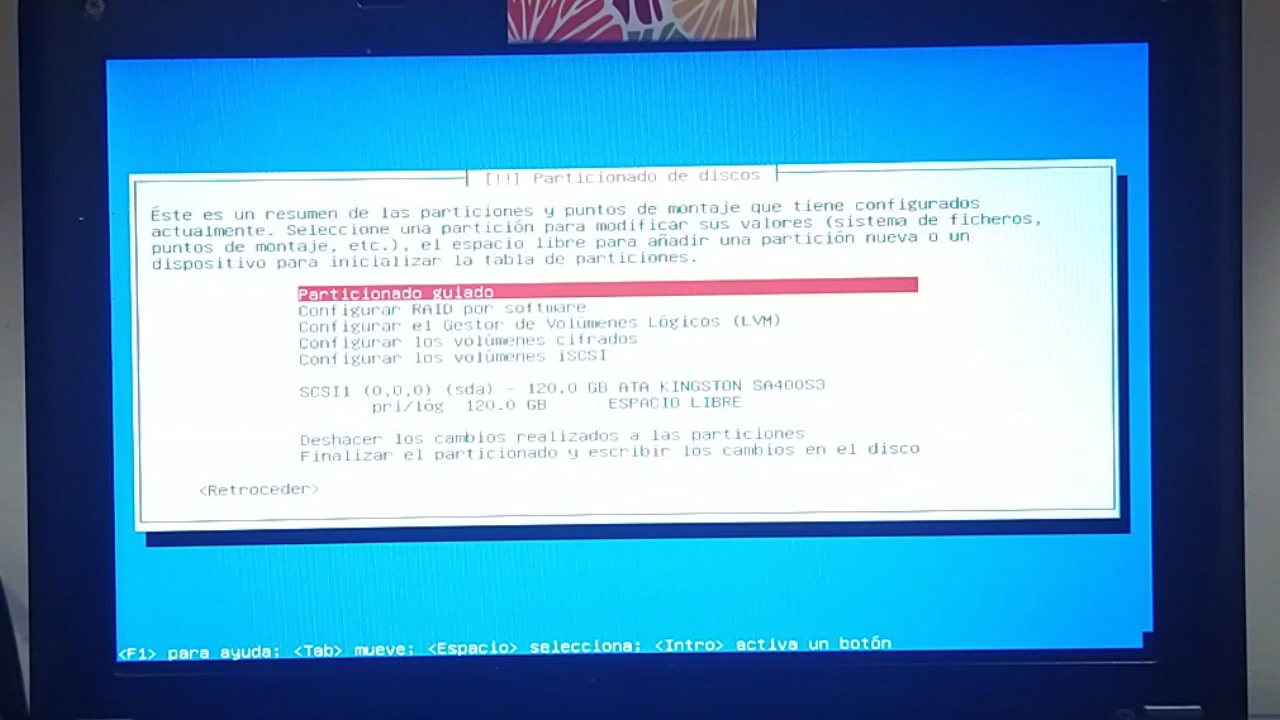 [!!] Particionado de discos
Éste es un resumen de las particiones y puntos de montaje que tiene configurados
actualmente. Seleccione una partición para modificar sus valores (sistema de ficheros,
puntos de montaje, etc.), el espacio libre para añadir una partición nueva o un
dispositivo para inicializar la tabla de particiones.
Particionado guiado
Configurar RAID por software
Configurar el Gestor de Volúmenes Lógicos (LVM)
Configurar los volúmenes cifrados
Configurar los volúmenes iSCSI
SCSI1 (0,0,0) (sda) - 120.0 GB ATA KINGSTON SA400S3
pri/lóg 120.0 GB ESPACIO LIBRE
Deshacer los cambios realizados a las particiones
Finalizar el particionado y escribir los cambios en el disco
<Retroceder>
<F1> para ayuda; <Tab> mueve; <Espacio> selecciona; <Intro> activa un botón